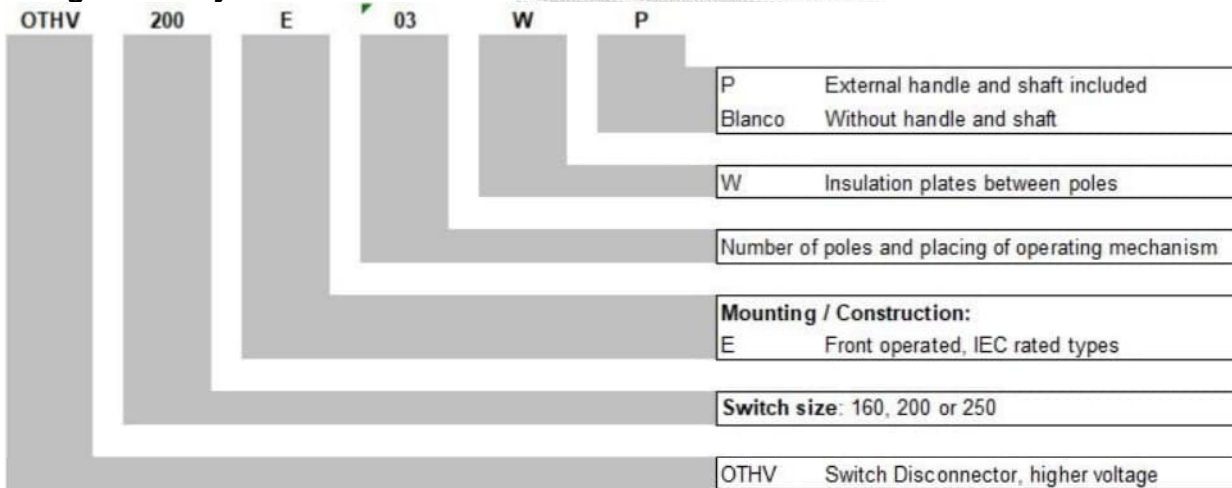 OTHV 200 E 03 W P
P External handle and shaft included
Blanco Without handle and shaft
W Insulation plates between poles
Number of poles and placing of operating mechanism
Mounting / Construction:
E Front operated, IEC rated types
Switch size: 160, 200 or 250
OTHV Switch Disconnector, higher voltage